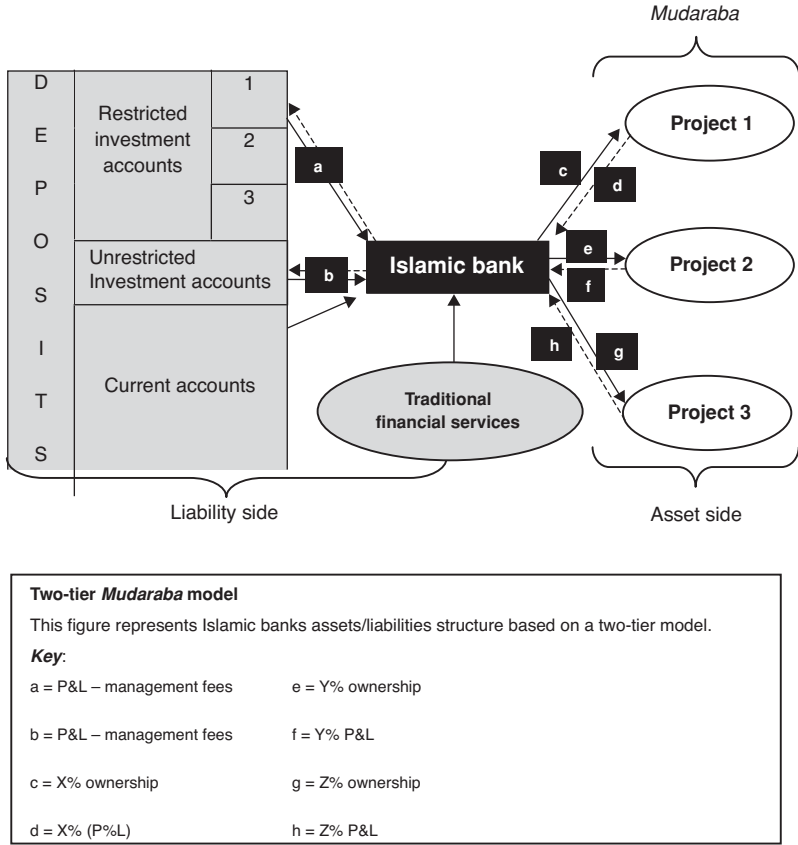 Mudaraba
D
E
P
O
S
I
T
S
Restricted
investment
accounts
1
2
3
Unrestricted
Investment accounts
Current accounts
a
b
Islamic bank
Traditional
financial services
c
d
e
f
h
g
Project 1
Project 2
Project 3
Liability side
Asset side
Two-tier Mudaraba model
This figure represents Islamic banks assets/liabilities structure based on a two-tier model.
Key:
a = P&L – management fees
e = Y% ownership
b = P&L – management fees
f = Y% P&L
c = X% ownership
g = Z% ownership
d = X% (P%L)
h = Z% P&L